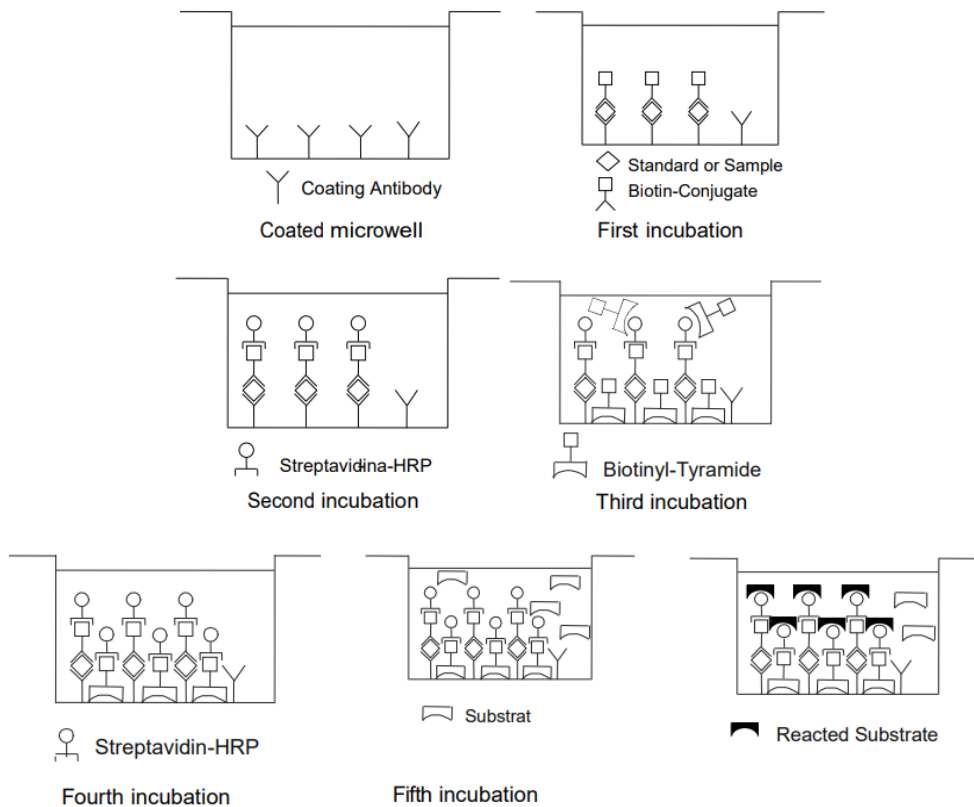 Coating Antibody
Coated microwell
Standard or Sample
Biotin-Conjugate
First incubation
Streptavidina-HRP
Second incubation
Biotinyl-Tyramide
Third incubation
Streptavidin-HRP
Fourth incubation
Substrat
Fifth incubation
Reacted Substrate